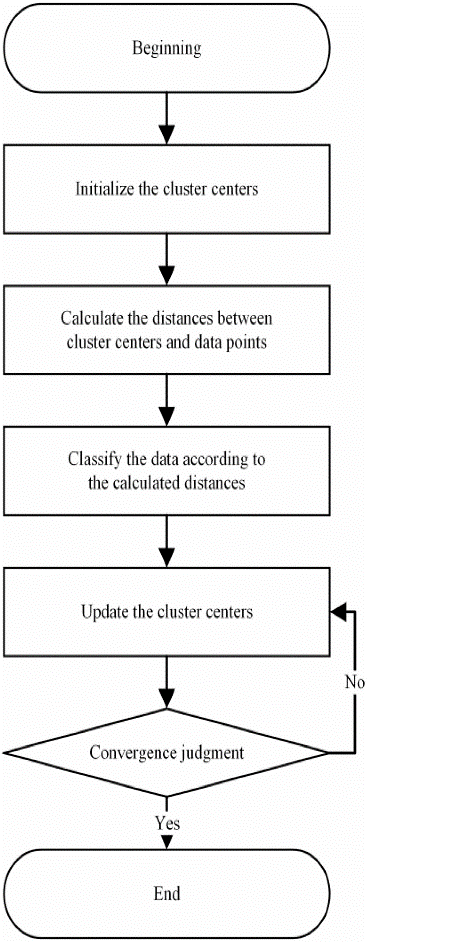 Beginning
Initialize the cluster centers
Calculate the distances between
cluster centers and data points
Classify the data according to
the calculated distances
Update the cluster centers
No
Convergence judgment
Yes
End